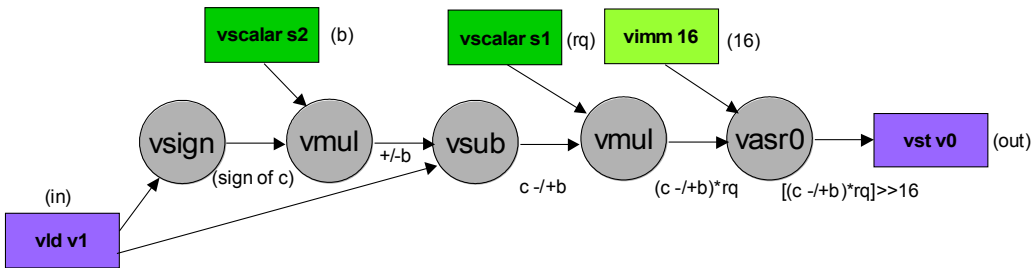 vscalar s2
(b)
vscalar s1
(rq)
vimm 16
(16)
vsign
vmul
vsub
vmul
vasr0
vst v0
(out)
(sign of c)
+/-b
c -/+b
(c -/+b)*rq
[(c -/+b)*rq]>>16
(in)
vld v1